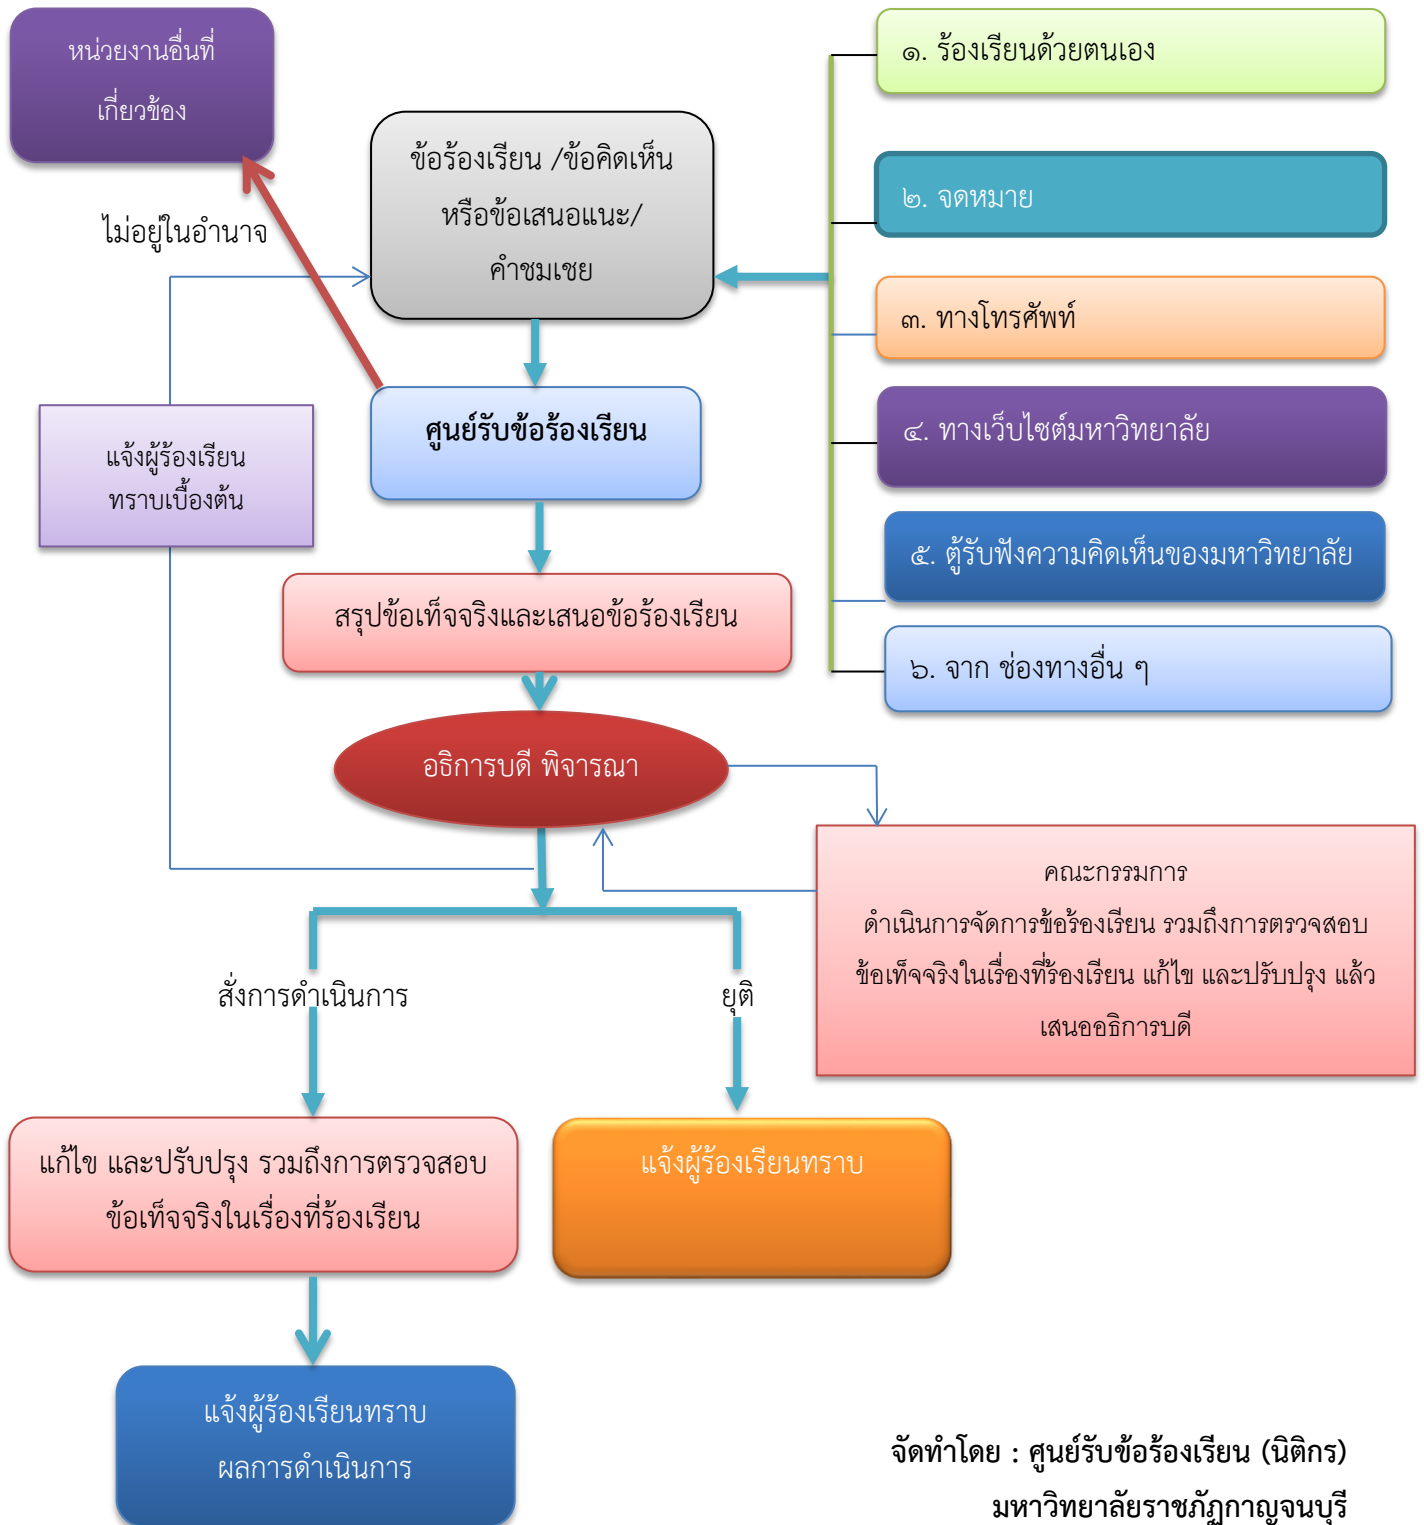 หน่วยงานอื่นที่
เกี่ยวข้อง
๑. ร้องเรียนด้วยตนเอง
ข้อร้องเรียน /ข้อคิดเห็น
หรือข้อเสนอแนะ/
คำชมเชย
๒. จดหมาย
ไม่อยู่ในอำนาจ
๓. ทางโทรศัพท์
ศูนย์รับข้อร้องเรียน
๔. ทางเว็บไซต์มหาวิทยาลัย
แจ้งผู้ร้องเรียน
ทราบเบื้องต้น
๕. ตู้รับฟังความคิดเห็นของมหาวิทยาลัย
สรุปข้อเท็จจริงและเสนอข้อร้องเรียน
๖. จาก ช่องทางอื่น ๆ
อธิการบดี พิจารณา
คณะกรรมการ
ดำเนินการจัดการข้อร้องเรียน รวมถึงการตรวจสอบ
ข้อเท็จจริงในเรื่องที่ร้องเรียน แก้ไข และปรับปรุง แล้ว
เสนออธิการบดี
สั่งการดำเนินการ
ยุติ
แก้ไข และปรับปรุง รวมถึงการตรวจสอบ
ข้อเท็จจริงในเรื่องที่ร้องเรียน
แจ้งผู้ร้องเรียนทราบ
แจ้งผู้ร้องเรียนทราบ
ผลการดำเนินการ
จัดทำโดย : ศูนย์รับข้อร้องเรียน (นิติกร)
มหาวิทยาลัยราชภัฏกาญจนบุรี